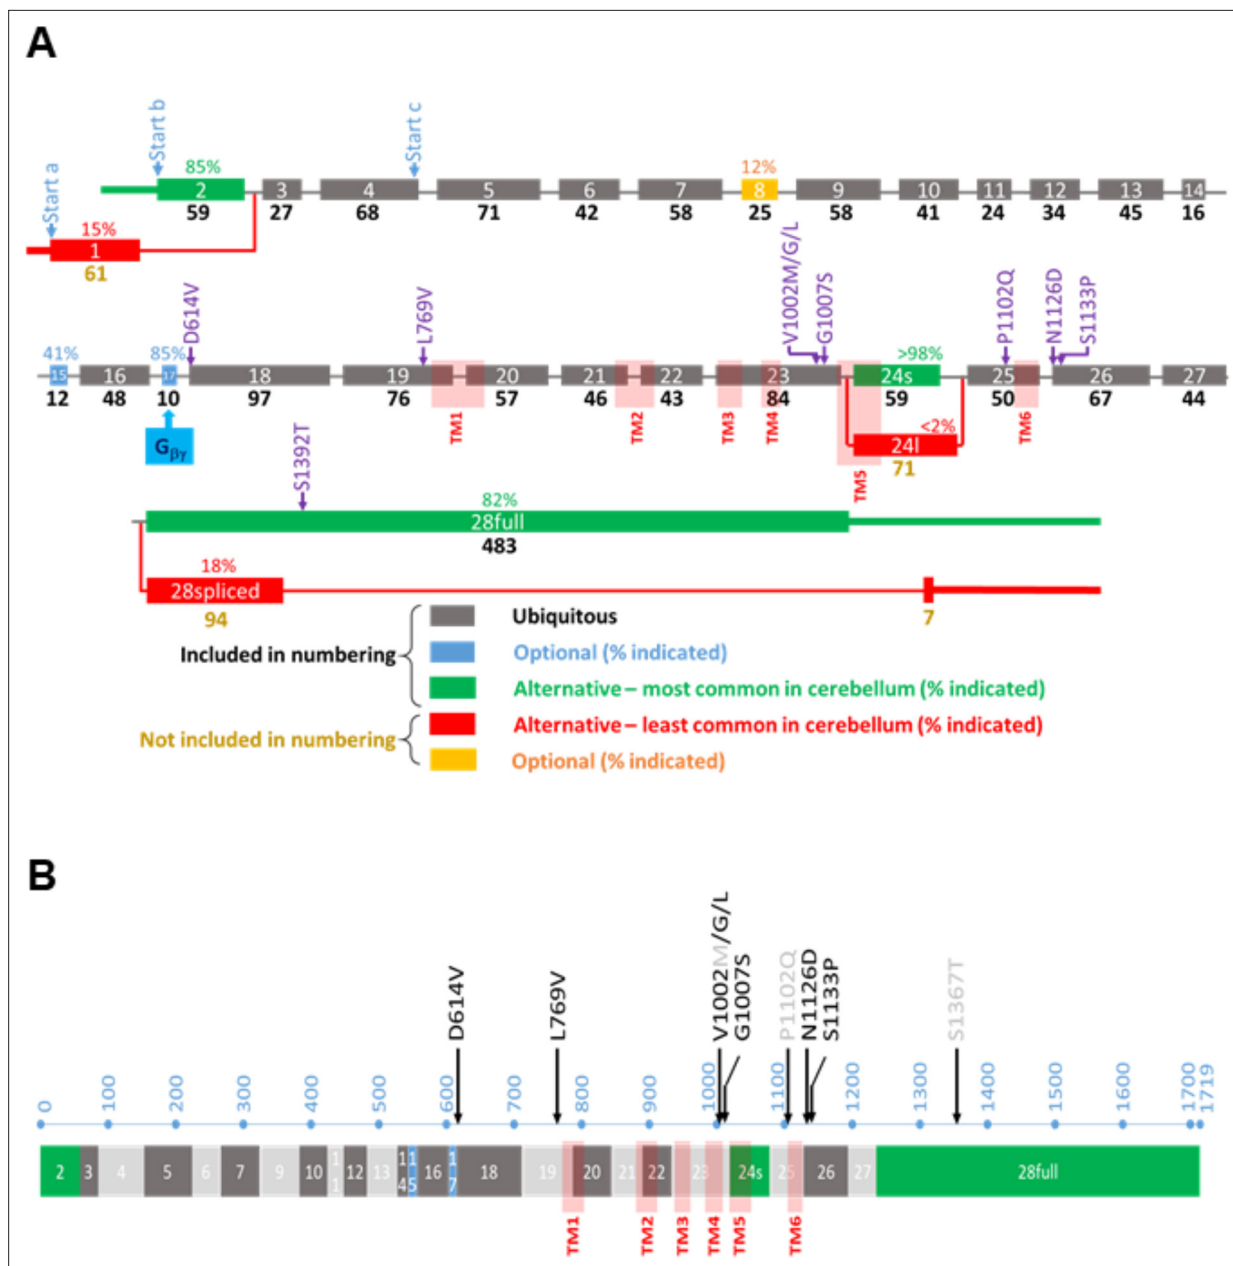 A
Start a
Start b
Start c
85%
12%
2 3 4 5 6 7 8 9 10 11 12 13 14
59 27 68 71 42 58 25 58 41 24 34 45 16
15%
1
61
D614V
L769V
V1002M/G/L
G1007S
P1102Q
N1126D
S1133P
41% 85% >98%
15 16 17 18 19 20 21 22 23 24s 25 26 27
12 48 10 97 76 57 46 43 84 59 50 67 44
TM1 TM2 TM3 TM4 TM6
Gβγ
<2%
24l
71
TM5
S1392T
82%
28full
483
18%
28spliced
94 7
Included in numbering
Ubiquitous
Optional (% indicated)
Alternative – most common in cerebellum (% indicated)
Not included in numbering
Alternative – least common in cerebellum (% indicated)
Optional (% indicated)
B
D614V
L769V
V1002M/G/L
G1007S
P1102Q
N1126D
S1133P
S1367T
0 100 200 300 400 500 600 700 800 900 1000 1100 1200 1300 1400 1500 1600 1700 1719
2 3 4 5 6 7 8 9 10 11 12 13 14 15 16 17 18 19 20 21 22 23 24s 25 26 27 28full
TM1 TM2 TM3 TM4 TM5 TM6